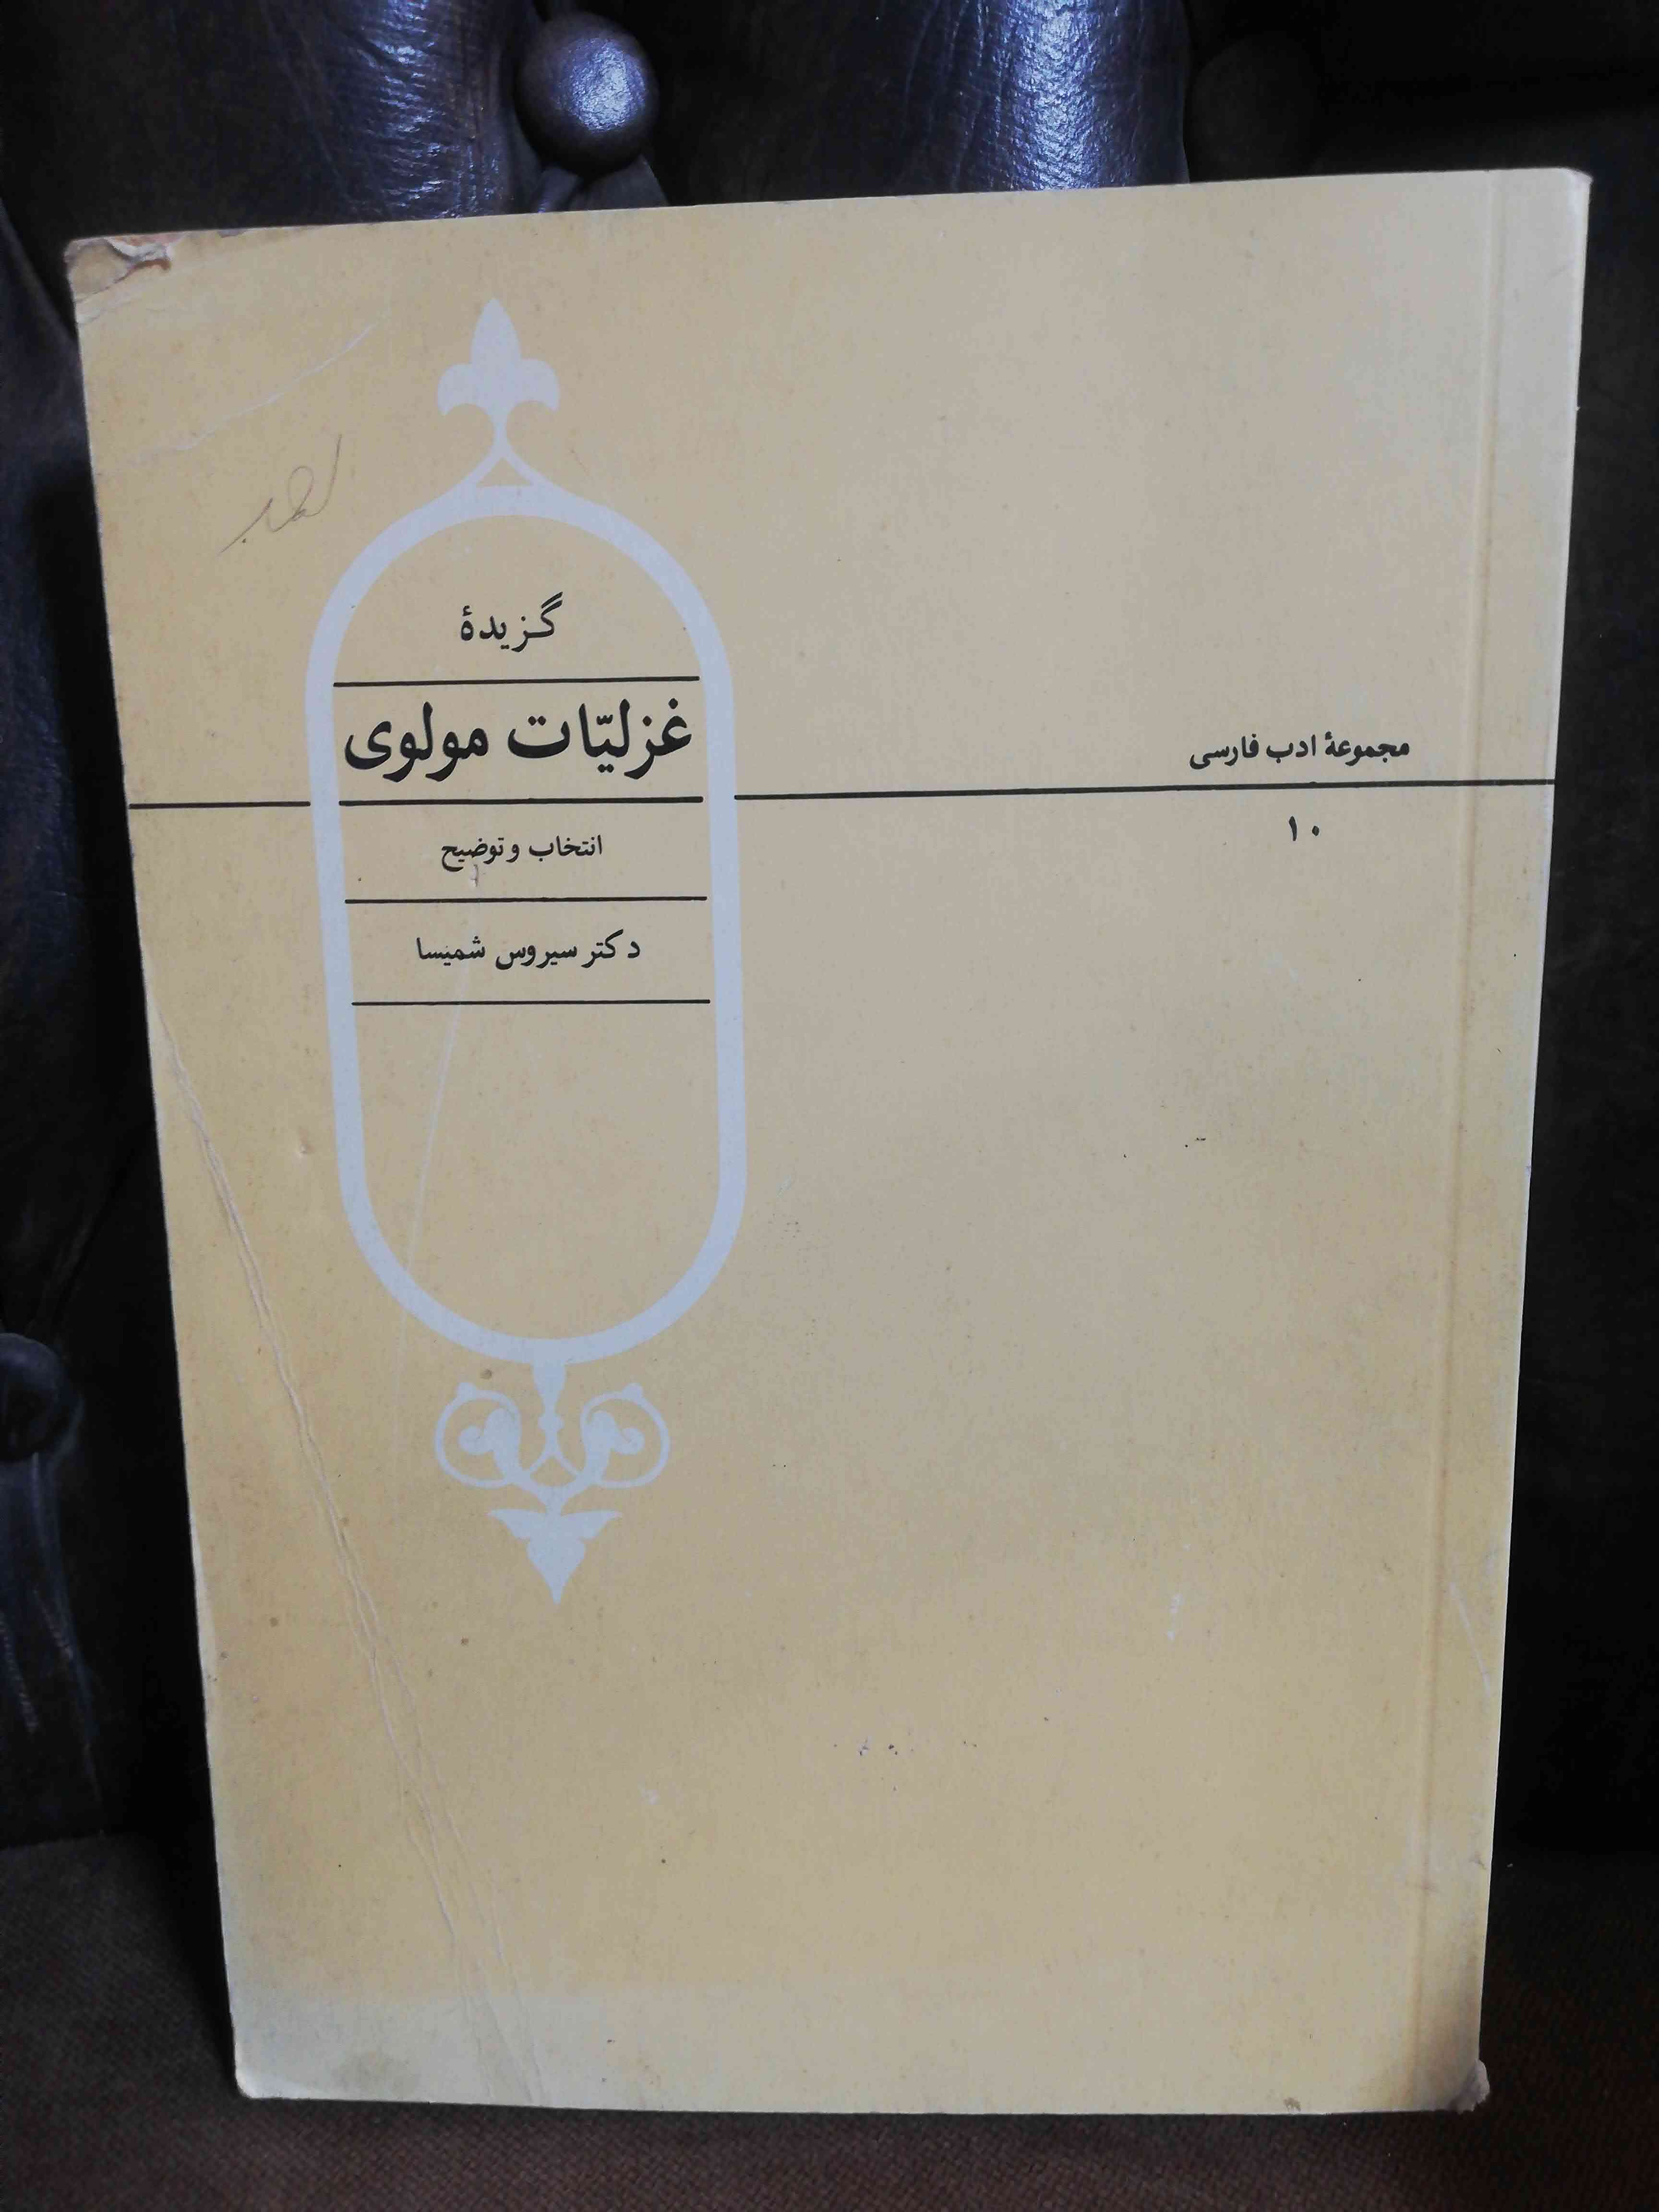 گزیدهٔ
غزلیّات مولوی
انتخاب و توضیح
دکتر سیروس شمیسا
مجموعهٔ ادب فارسی
۱۰